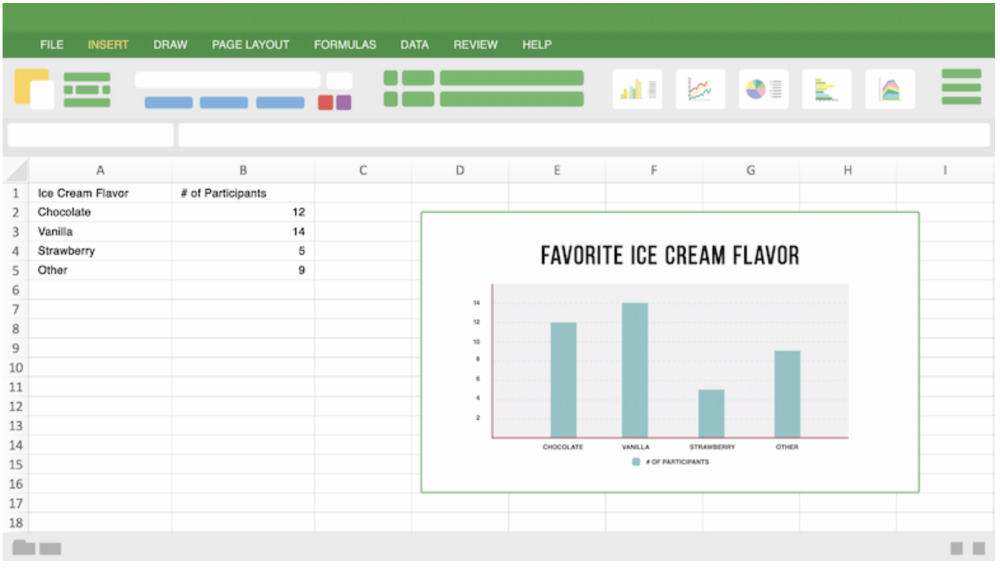 FILE INSERT DRAW PAGE LAYOUT FORMULAS DATA REVIEW HELP
A B C D E F G H I
1 Ice Cream Flavor # of Participants
2 Chocolate 12
3 Vanilla 14
4 Strawberry 5
5 Other 9
6
7
8
9
10
11
12
13
14
15
16
17
18
FAVORITE ICE CREAM FLAVOR
14
12
10
8
6
4
2
CHOCOLATE VANILLA STRAWBERRY OTHER
# OF PARTICIPANTS